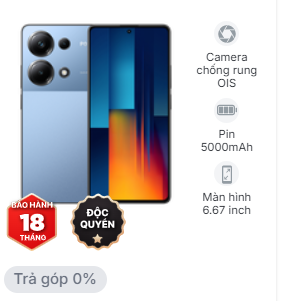 Camera
chống rung
OIS
Pin
5000mAh
Màn hình
6.67 inch
BẢO HÀNH
18
THÁNG
ĐỘC
QUYỀN
Trả góp 0%